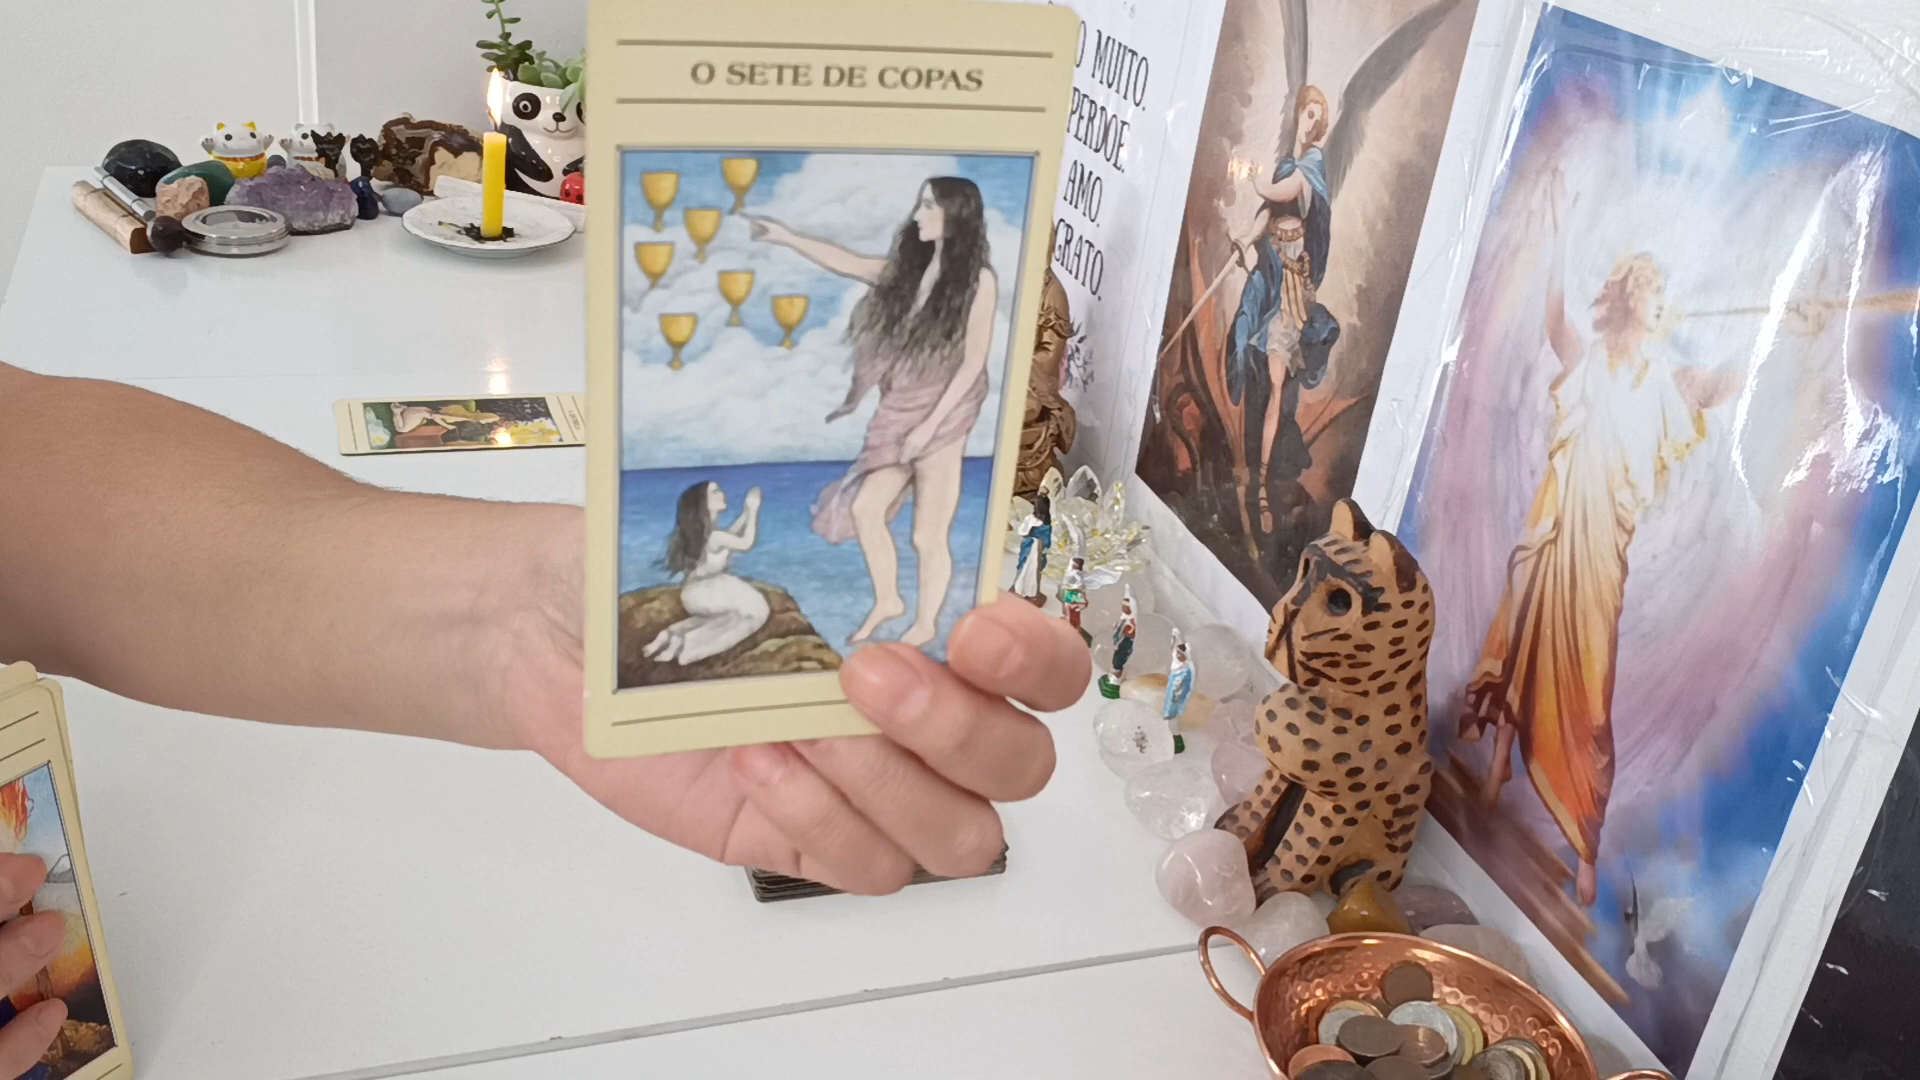 O SETE DE COPAS
O MUITO.
PERDOE.
AMO.
GRATO.